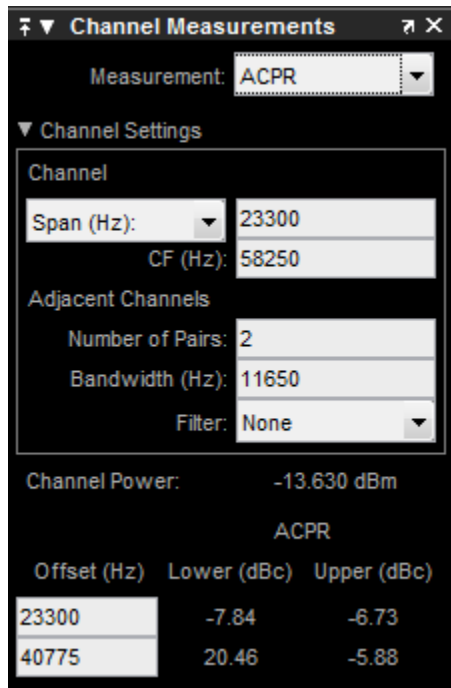 Channel Measurements
Measurement: ACPR
Channel Settings
Channel
Span (Hz): 23300
CF (Hz): 58250
Adjacent Channels
Number of Pairs: 2
Bandwidth (Hz): 11650
Filter: None
Channel Power: -13.630 dBm
ACPR
Offset (Hz) Lower (dBc) Upper (dBc)
23300 -7.84 -6.73
40775 20.46 -5.88